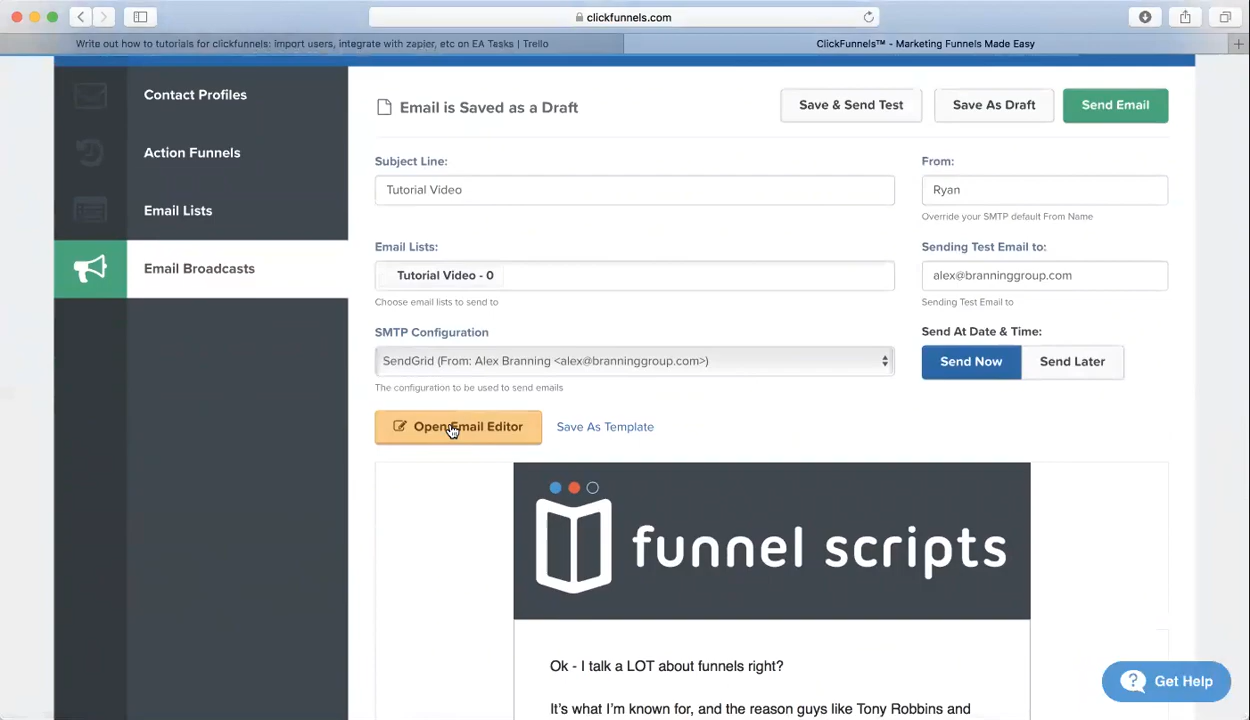 clickfunnels.com
Write out how to tutorials for clickfunnels: import users, integrate with zapier, etc on EA Tasks | Trello
ClickFunnels™ - Marketing Funnels Made Easy
Contact Profiles
Action Funnels
Email Lists
Email Broadcasts
Email is Saved as a Draft
Save & Send Test
Save As Draft
Send Email
Subject Line:
From:
Tutorial Video
Ryan
Override your SMTP default From Name
Email Lists:
Sending Test Email to:
Tutorial Video - 0
alex@branninggroup.com
Choose email lists to send to
Sending Test Email to
SMTP Configuration
Send At Date & Time:
SendGrid (From: Alex Branning <alex@branninggroup.com>)
Send Now
Send Later
The configuration to be used to send emails
Open Email Editor
Save As Template
funnel scripts
Ok - I talk a LOT about funnels right?
It's what I'm known for, and the reason guys like Tony Robbins and
? Get Help